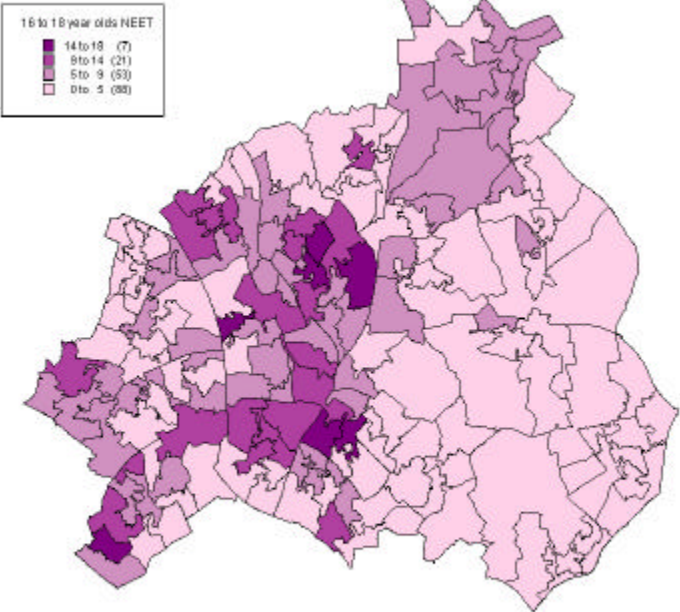 16 to 18 year olds NEET
14 to 18 (7)
9 to 14 (21)
5 to 9 (53)
0 to 5 (88)